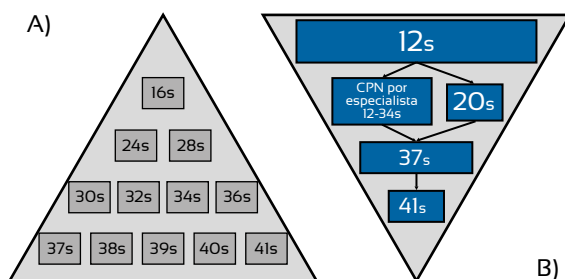 A)
16s
24s 28s
30s 32s 34s 36s
37s 38s 39s 40s 41s
12s
CPN por
especialista
12-34s
20s
37s
41s
B)